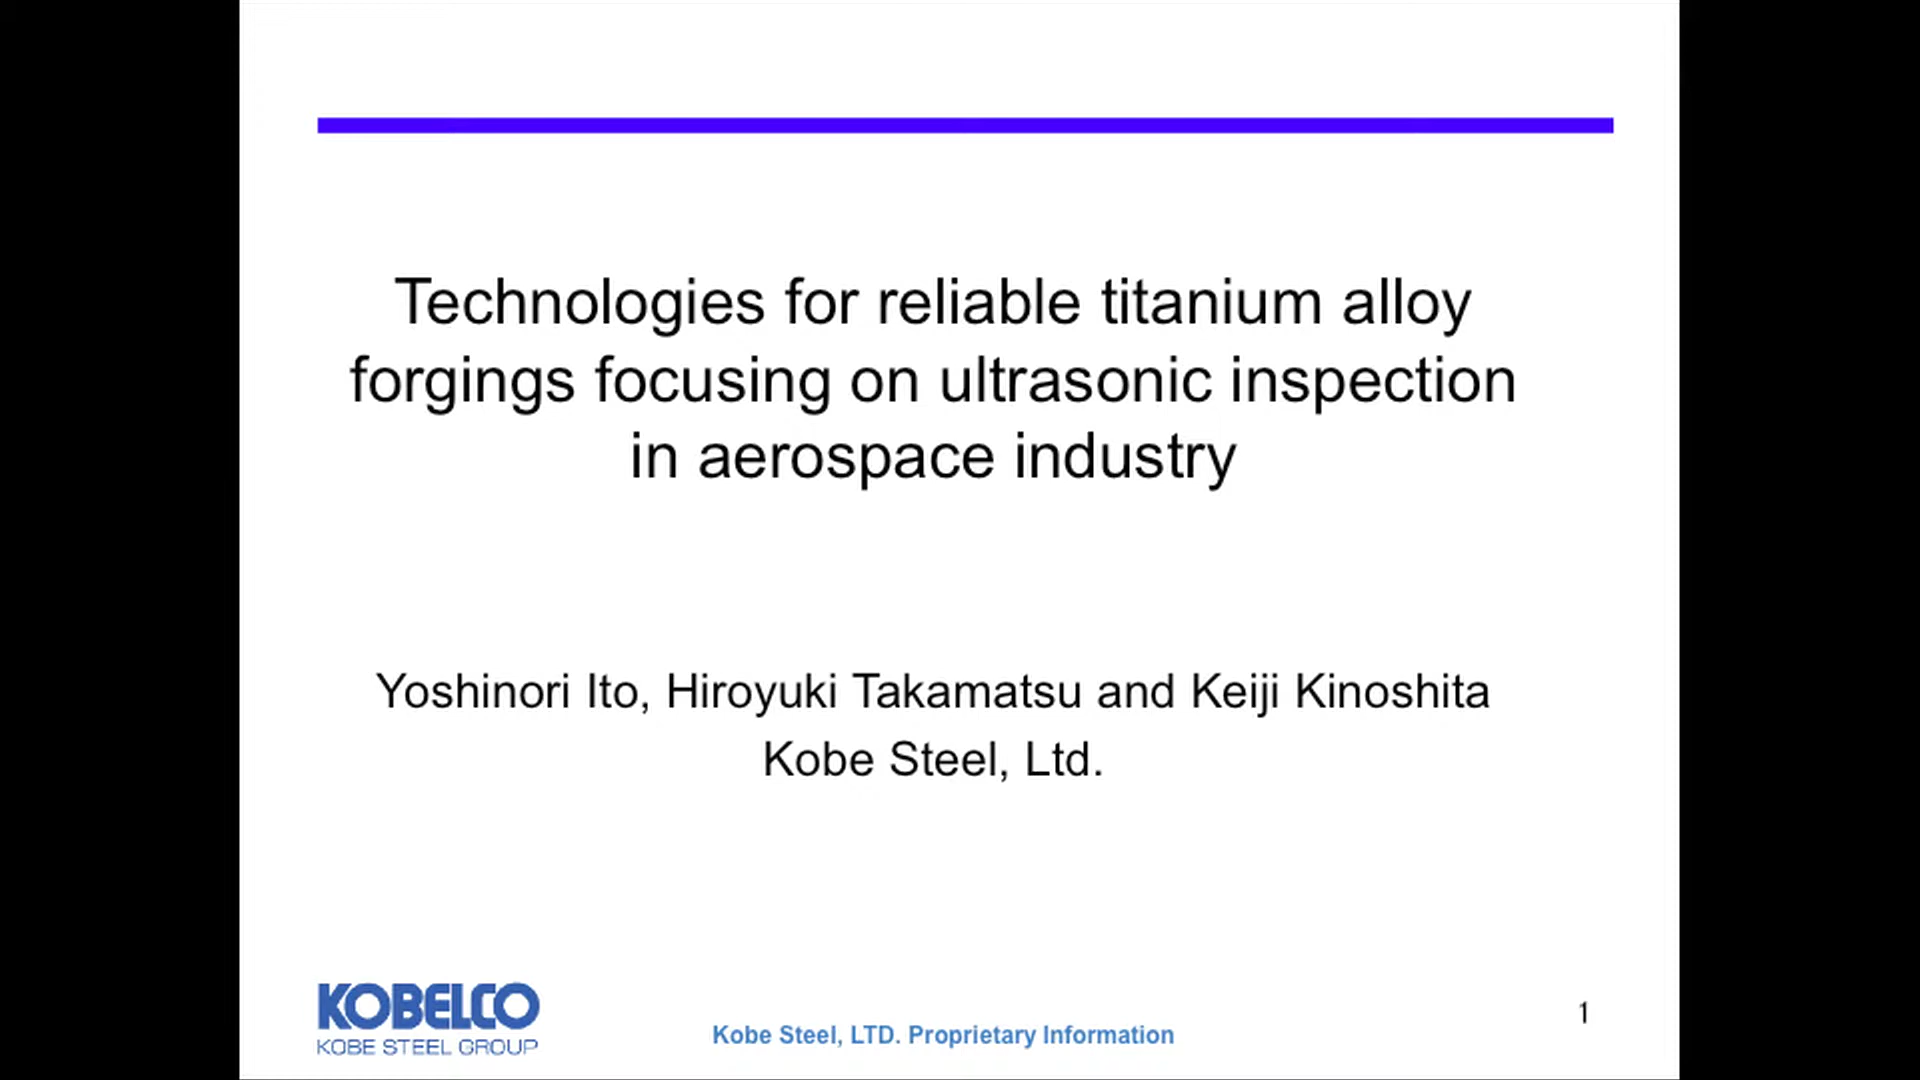 Technologies for reliable titanium alloy
forgings focusing on ultrasonic inspection
in aerospace industry
Yoshinori Ito, Hiroyuki Takamatsu and Keiji Kinoshita
Kobe Steel, Ltd.
KOBELCO
KOBE STEEL GROUP
Kobe Steel, LTD. Proprietary Information
1